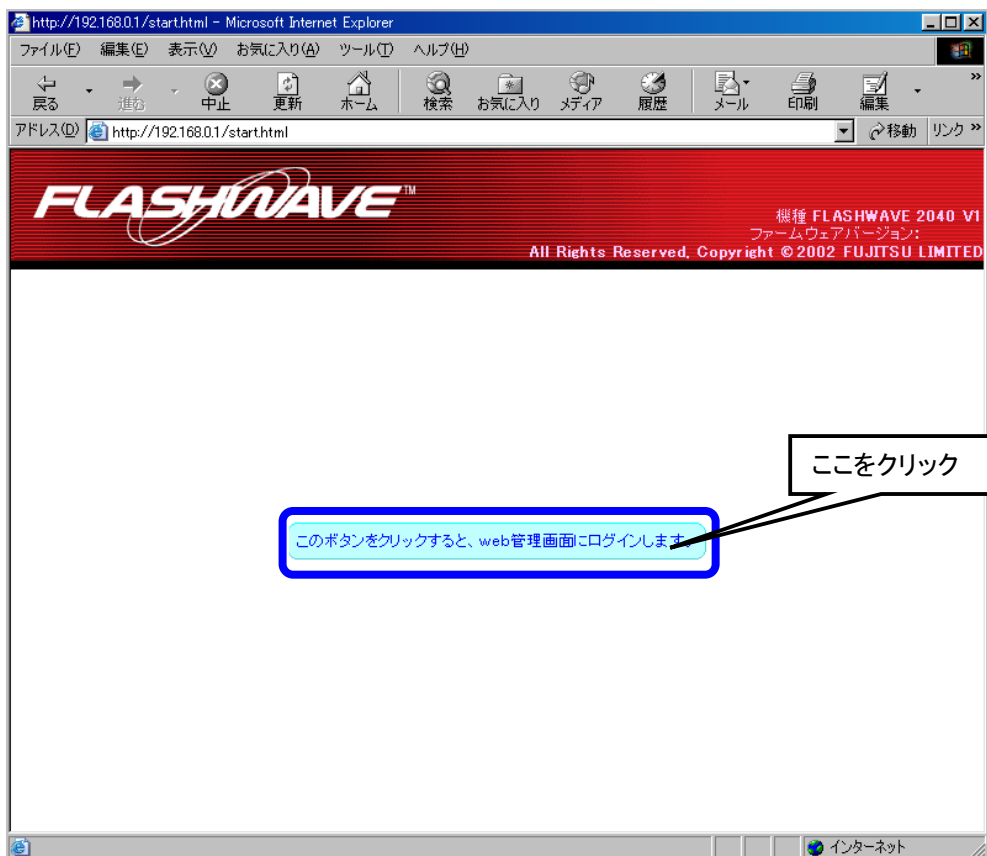 http://192.168.0.1/start.html - Microsoft Internet Explorer
ファイル(F) 編集(E) 表示(V) お気に入り(A) ツール(T) ヘルプ(H)
戻る 進む 中止 更新 ホーム 検索 お気に入り メディア 履歴 メール 印刷 編集 »
アドレス(D) http://192.168.0.1/start.html 移動 リンク »
FLASHWAVE™
機種 FLASHWAVE 2040 V1
ファームウェアバージョン:
All Rights Reserved, Copyright © 2002 FUJITSU LIMITED
ここをクリック
このボタンをクリックすると、web管理画面にログインします。
インターネット